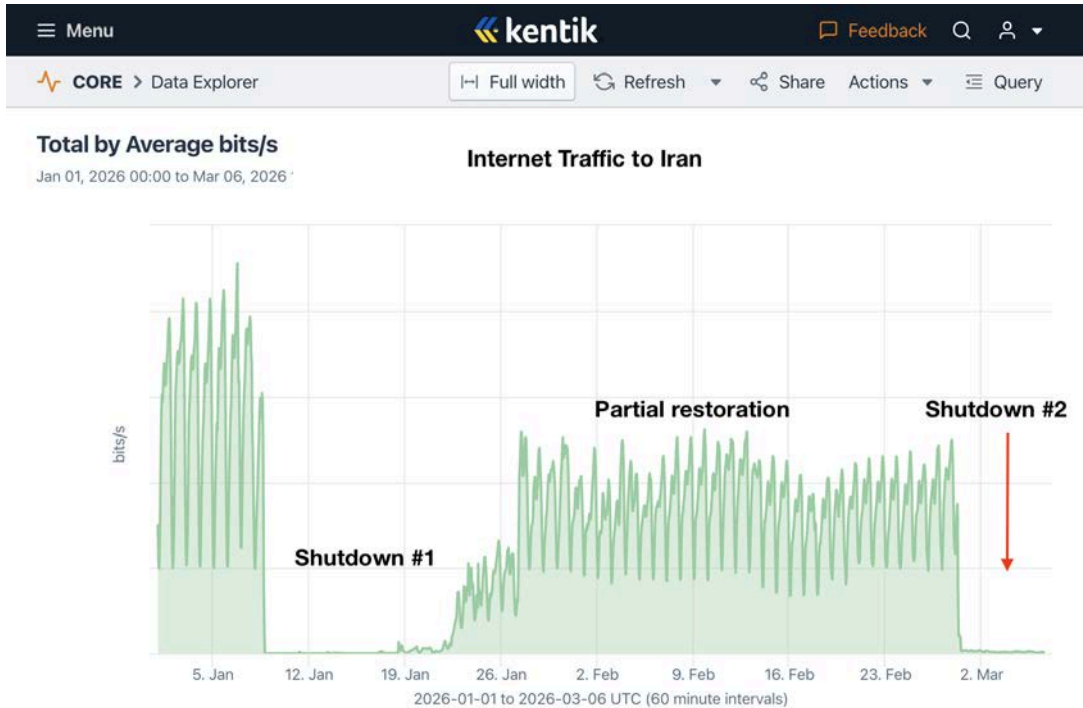 Menu
kentik
Feedback
CORE > Data Explorer
Full width
Refresh
Share
Actions
Query
Total by Average bits/s
Internet Traffic to Iran
Jan 01, 2026 00:00 to Mar 06, 2026
bits/s
Partial restoration
Shutdown #2
Shutdown #1
5. Jan
12. Jan
19. Jan
26. Jan
2. Feb
9. Feb
16. Feb
23. Feb
2. Mar
2026-01-01 to 2026-03-06 UTC (60 minute intervals)